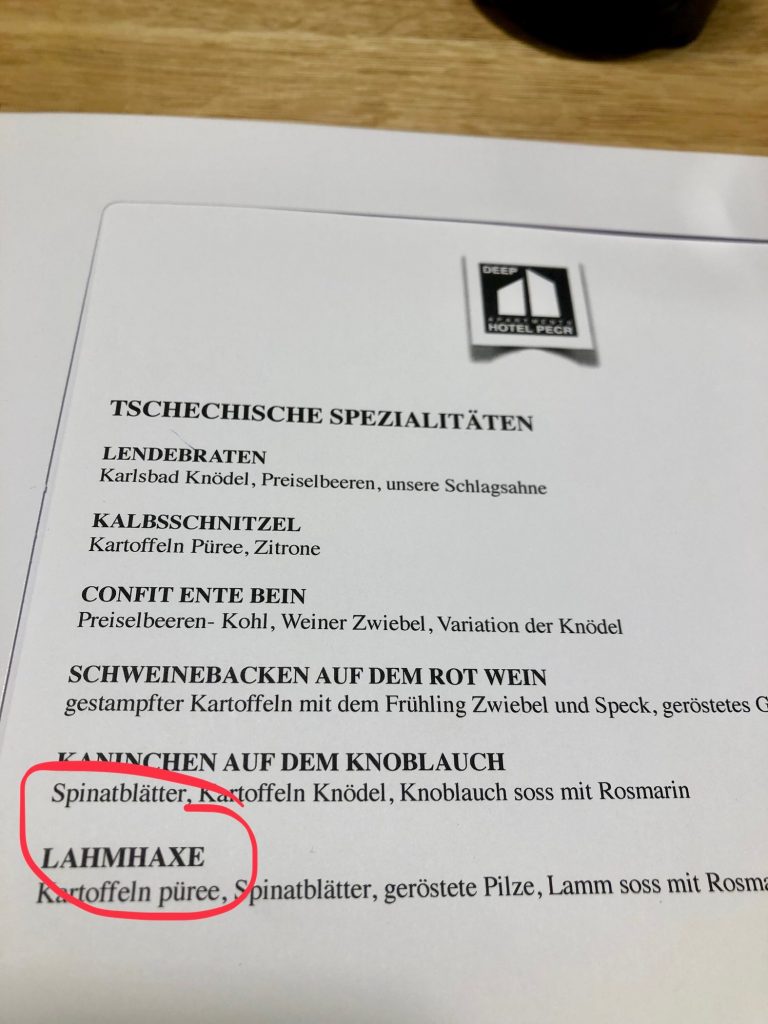 DEEP
APARTMENTS
HOTEL PECR
TSCHECHISCHE SPEZIALITÄTEN
LENDEBRATEN
Karlsbad Knödel, Preiselbeeren, unsere Schlagsahne
KALBSSCHNITZEL
Kartoffeln Püree, Zitrone
CONFIT ENTE BEIN
Preiselbeeren- Kohl, Weiner Zwiebel, Variation der Knödel
SCHWEINEBACKEN AUF DEM ROT WEIN
gestampfter Kartoffeln mit dem Frühling Zwiebel und Speck, geröstetes G
KANINCHEN AUF DEM KNOBLAUCH
Spinatblätter, Kartoffeln Knödel, Knoblauch soss mit Rosmarin
LAHMHAXE
Kartoffeln püree, Spinatblätter, geröstete Pilze, Lamm soss mit Rosma